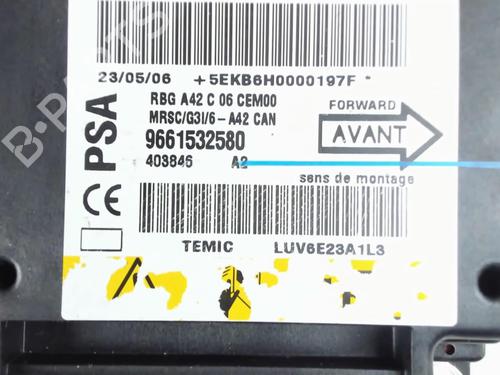 23/05/06 +5EKB6H0000197F*
PSA
RBG A42 C 06 CEM00
MRSC/G3I/6-A42 CAN
9661532580
403846 A2
FORWARD
AVANT
sens de montage
CE
TEMIC LUV6E23A1L3